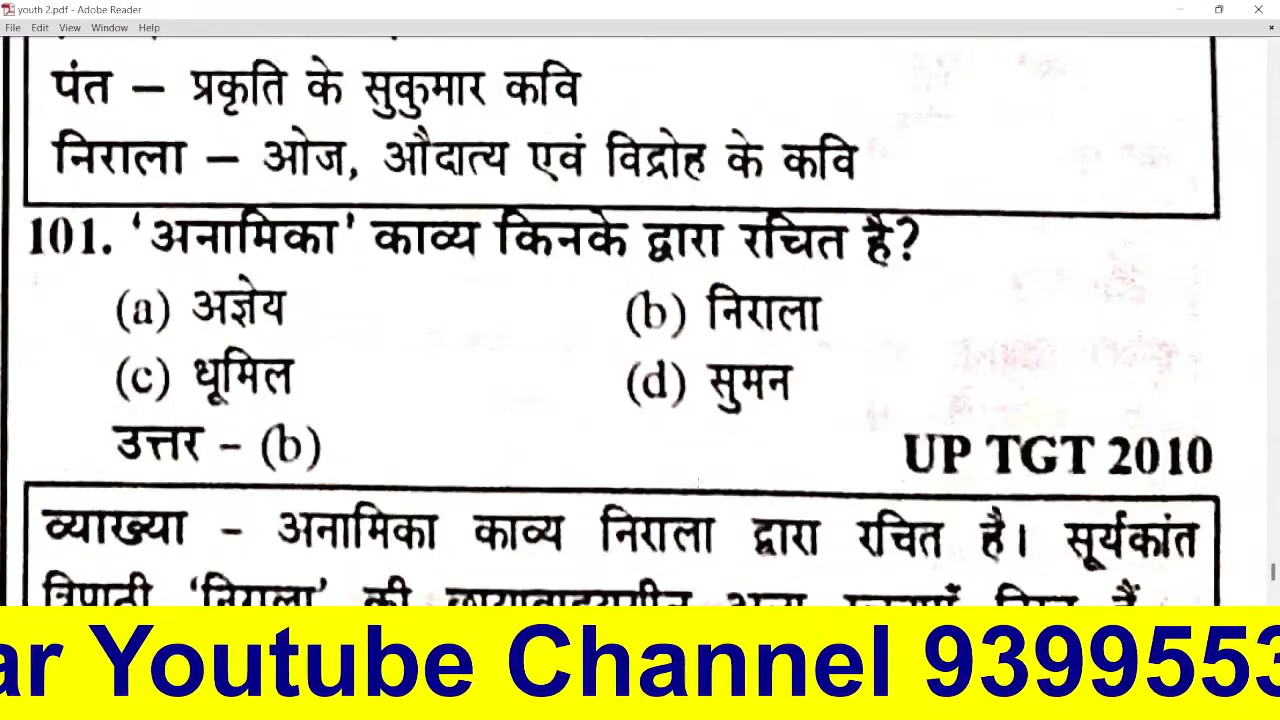 youth 2.pdf - Adobe Reader
File Edit View Window Help
पंत – प्रकृति के सुकुमार कवि
निराला – ओज, औदात्य एवं विद्रोह के कवि
101. ‘अनामिका’ काव्य किनके द्वारा रचित है?
(a) अज्ञेय (b) निराला
(c) धूमिल (d) सुमन
उत्तर – (b) UP TGT 2010
व्याख्या – अनामिका काव्य निराला द्वारा रचित है। सूर्यकांत
त्रिपाठी ‘निराला’ की
ar Youtube Channel 9399553